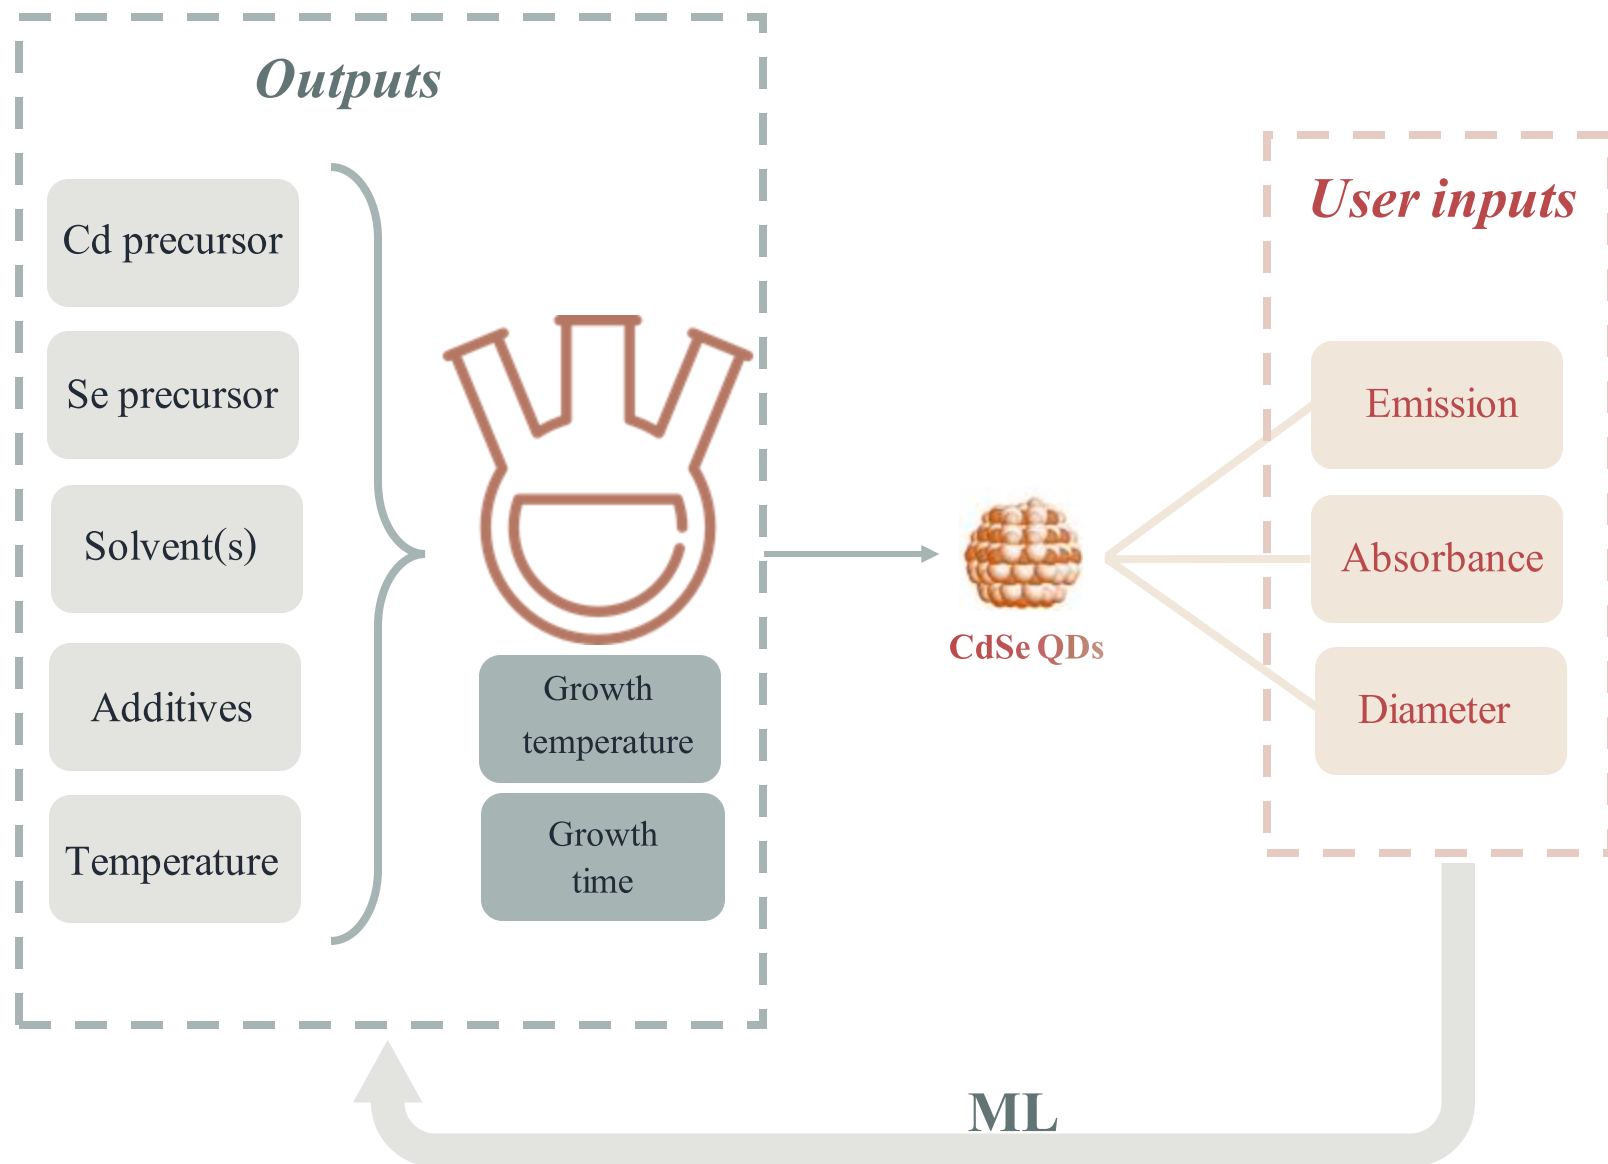 Outputs
Cd precursor
Se precursor
Solvent(s)
Additives
Temperature
Growth
temperature
Growth
time
CdSe QDs
User inputs
Emission
Absorbance
Diameter
ML